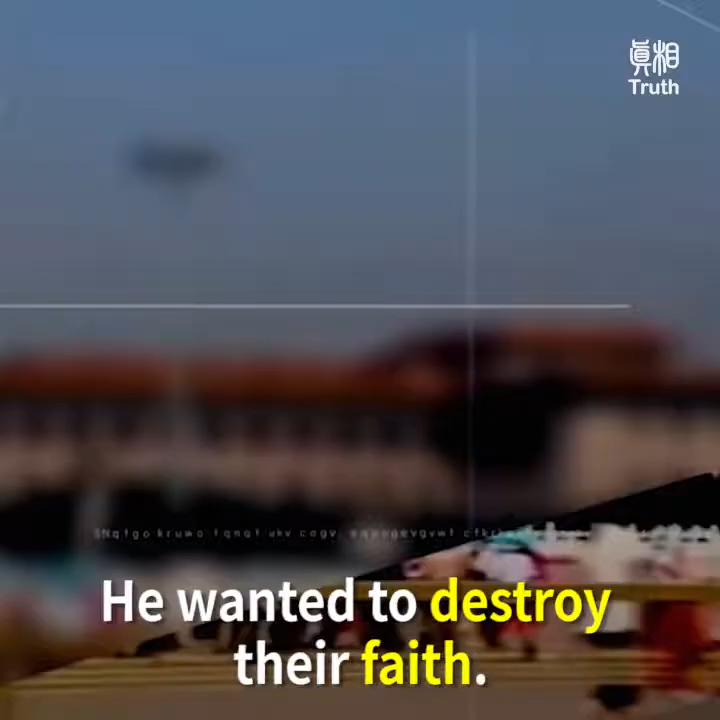 真相
Truth
He wanted to destroy
their faith.